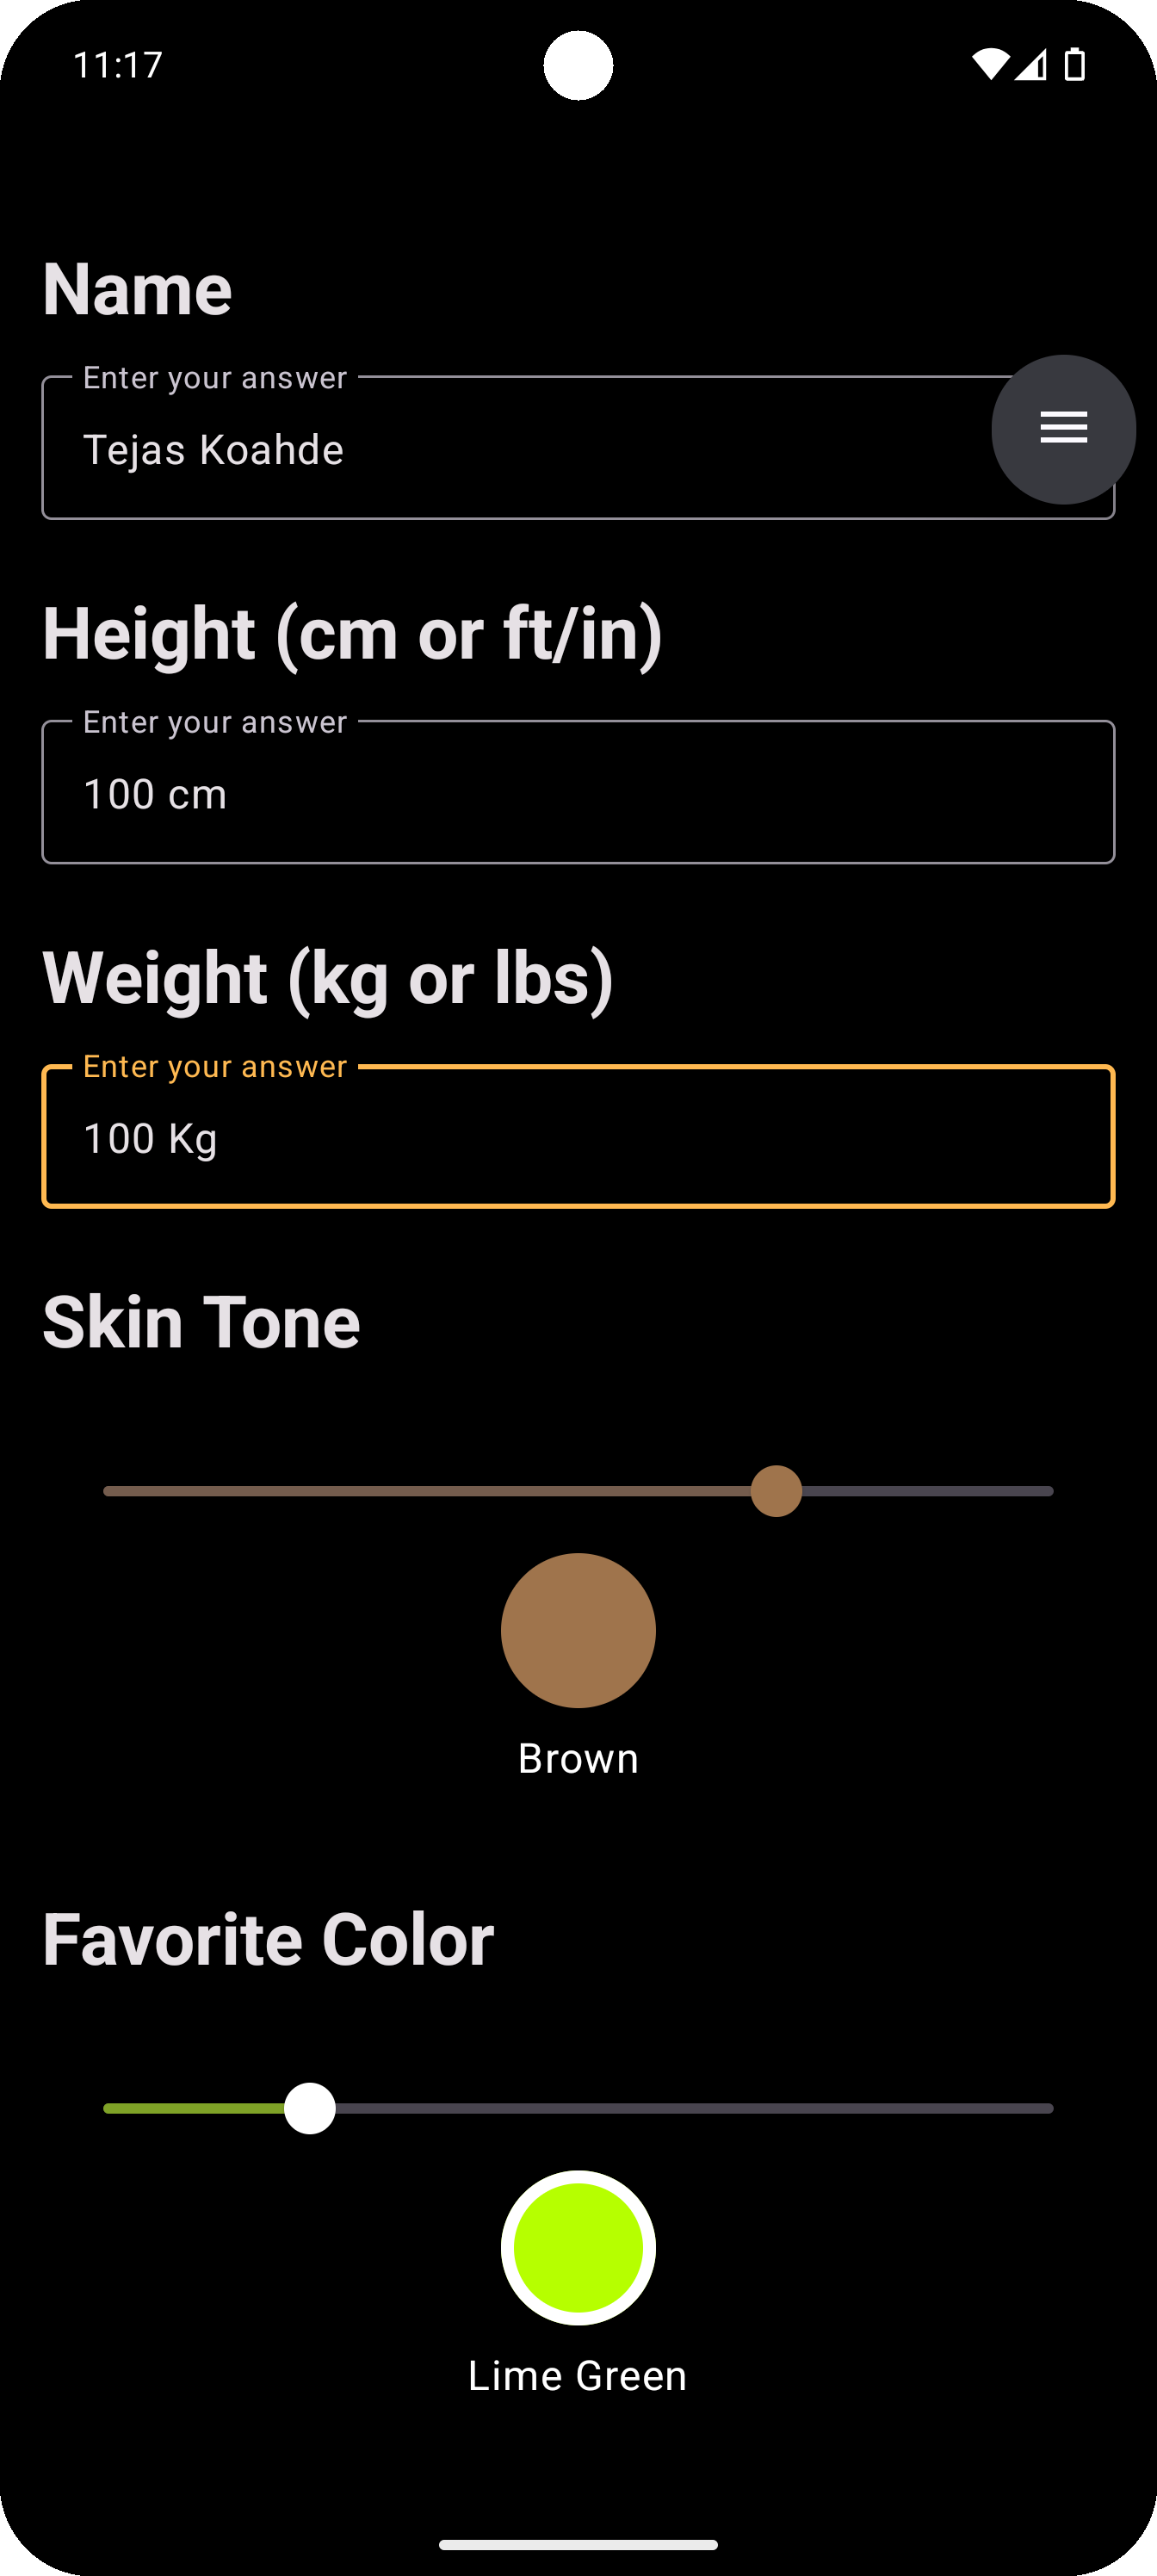 11:17
Name
Enter your answer
Tejas Koahde
Height (cm or ft/in)
Enter your answer
100 cm
Weight (kg or lbs)
Enter your answer
100 Kg
Skin Tone
Brown
Favorite Color
Lime Green